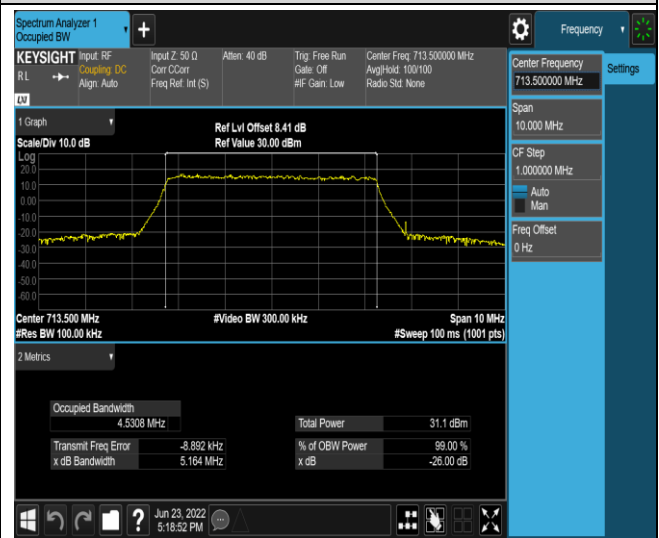 Spectrum Analyzer 1
Occupied BW
Frequency
KEYSIGHT
RL
LXI
Input: RF
Coupling: DC
Align: Auto
Input Z: 50 Ω
Corr CCorr
Freq Ref: Int (S)
Atten: 40 dB
Trig: Free Run
Gate: Off
#IF Gain: Low
Center Freq: 713.500000 MHz
Avg|Hold: 100/100
Radio Std: None
Center Frequency
713.500000 MHz
Settings
Span
10.000 MHz
CF Step
1.000000 MHz
Auto
Man
Freq Offset
0 Hz
1 Graph
Scale/Div 10.0 dB
Ref Lvl Offset 8.41 dB
Ref Value 30.00 dBm
Log
20.0
10.0
0.00
-10.0
-20.0
-30.0
-40.0
-50.0
-60.0
Center 713.500 MHz
#Video BW 300.00 kHz
Span 10 MHz
#Res BW 100.00 kHz
#Sweep 100 ms (1001 pts)
2 Metrics
Occupied Bandwidth
4.5308 MHz
Total Power 31.1 dBm
Transmit Freq Error -8.892 kHz
% of OBW Power 99.00 %
x dB Bandwidth 5.164 MHz
x dB -26.00 dB
?
Jun 23, 2022
5:18:52 PM